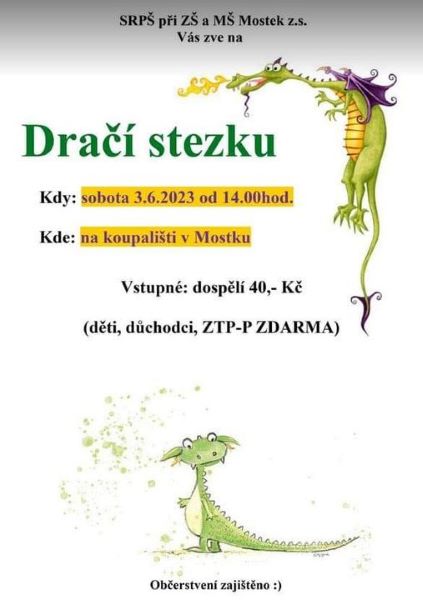 SRPŠ při ZŠ a MŠ Mostek z.s.
Vás zve na
Dračí stezku
Kdy: sobota 3.6.2023 od 14.00hod.
Kde: na koupališti v Mostku
Vstupné: dospělí 40,- Kč
(děti, důchodci, ZTP-P ZDARMA)
Občerstvení zajištěno :)